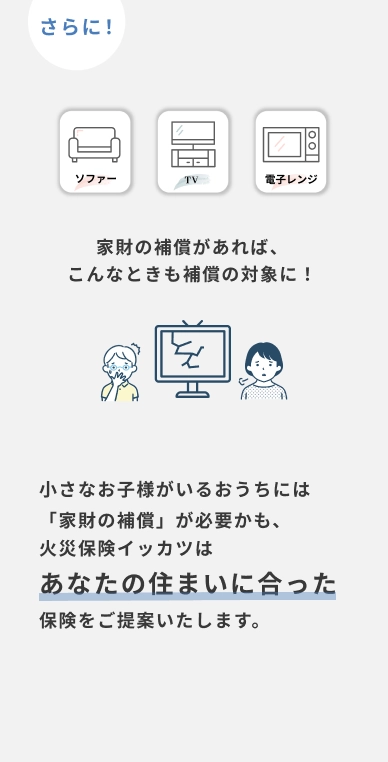 さらに！
ソファー
TV
電子レンジ
家財の補償があれば、
こんなときも補償の対象に！
小さなお子様がいるおうちには
「家財の補償」が必要かも、
火災保険イッカツは
あなたの住まいに合った
保険をご提案いたします。